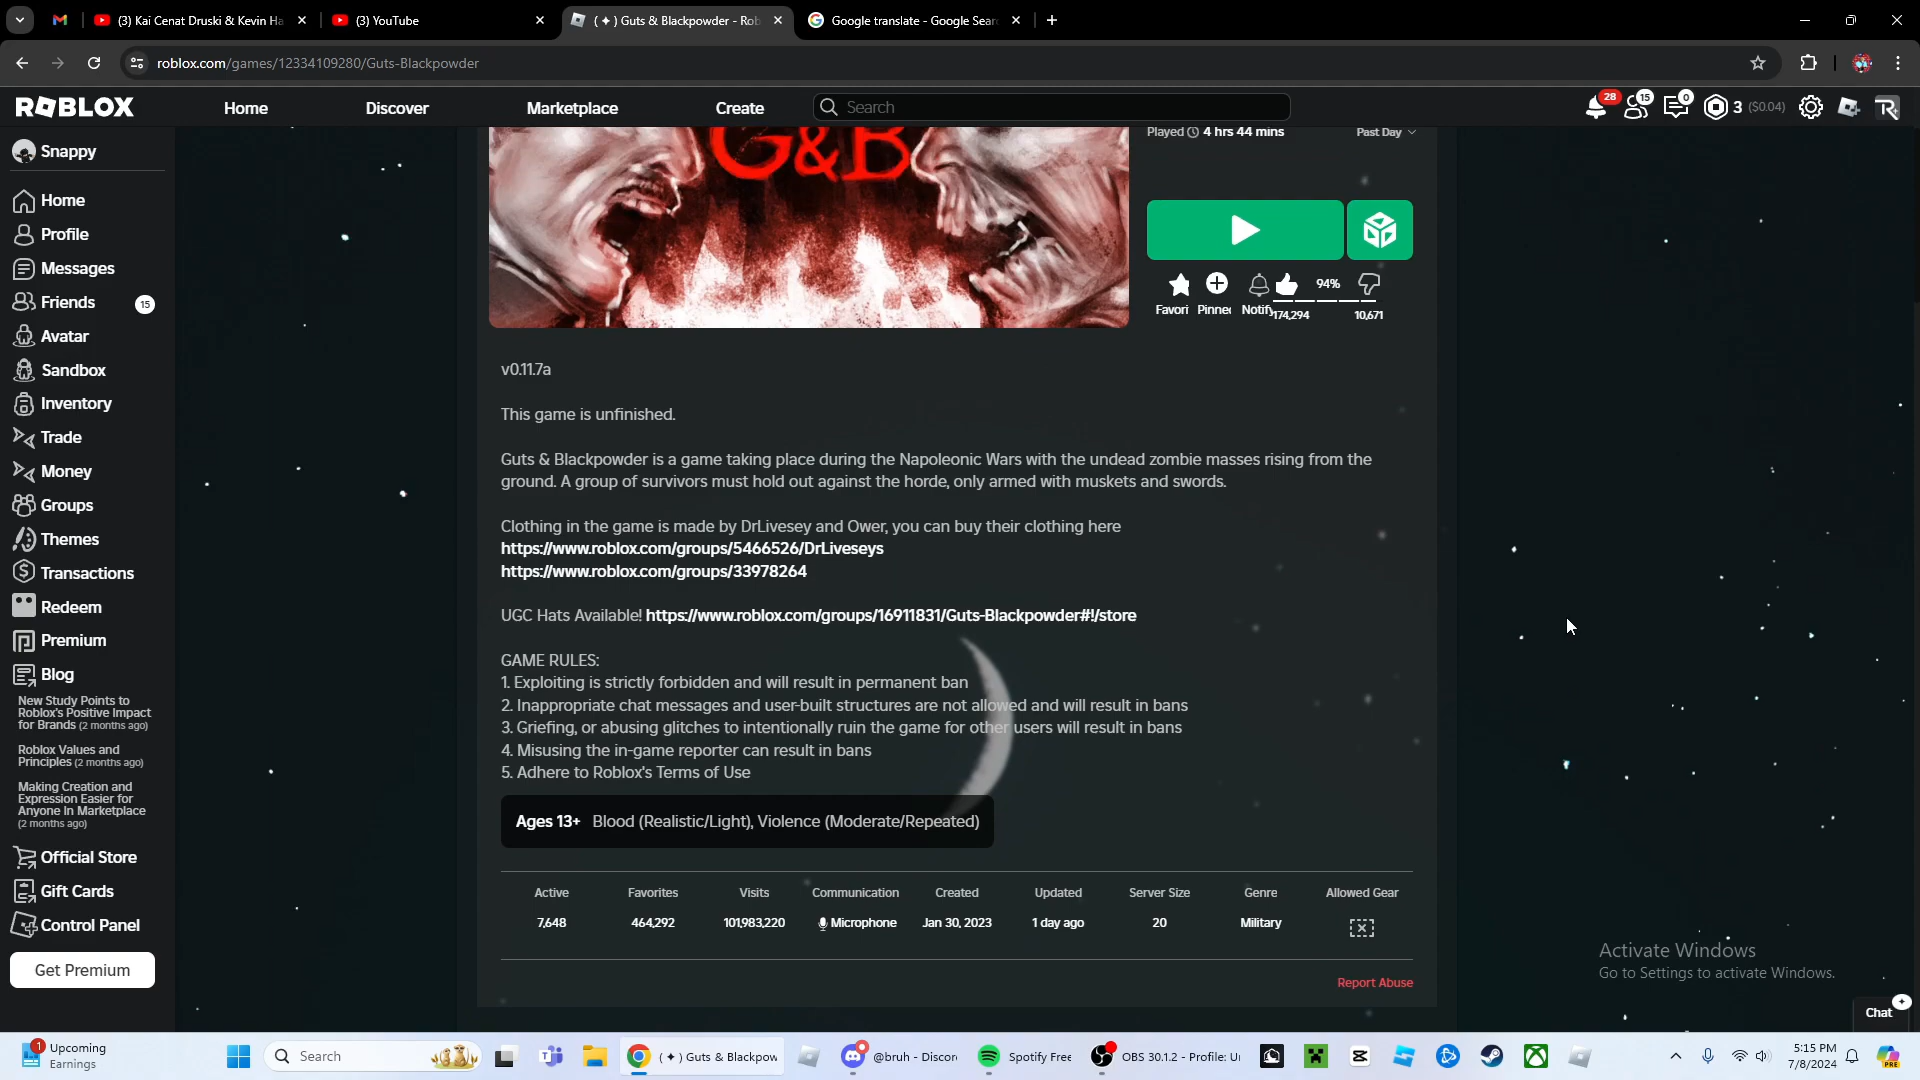 (3) Kai Cenat Druski & Kevin Ha
(3) YouTube
( ✦ ) Guts & Blackpowder - Rob
Google translate - Google Sear
roblox.com/games/12334109280/Guts-Blackpowder
ROBLOX
Home
Discover
Marketplace
Create
Search
28
15
0
3 ($0.04)
Snappy
Home
Profile
Messages
Friends
15
Avatar
Sandbox
Inventory
Trade
Money
Groups
Themes
Transactions
Redeem
Premium
Blog
New Study Points to
Roblox's Positive Impact
for Brands (2 months ago)
Roblox Values and
Principles (2 months ago)
Making Creation and
Expression Easier for
Anyone In Marketplace
(2 months ago)
Official Store
Gift Cards
Control Panel
Get Premium
G&B
Played 4 hrs 44 mins
Past Day
94%
Favori
Pinned
Notify
174,294
10,671
v0.11.7a
This game is unfinished.
Guts & Blackpowder is a game taking place during the Napoleonic Wars with the undead zombie masses rising from the
ground. A group of survivors must hold out against the horde, only armed with muskets and swords.
Clothing in the game is made by DrLivesey and Ower, you can buy their clothing here
https://www.roblox.com/groups/5466526/DrLiveseys
https://www.roblox.com/groups/33978264
UGC Hats Available! https://www.roblox.com/groups/16911831/Guts-Blackpowder#!/store
GAME RULES:
1. Exploiting is strictly forbidden and will result in permanent ban
2. Inappropriate chat messages and user-built structures are not allowed and will result in bans
3. Griefing, or abusing glitches to intentionally ruin the game for other users will result in bans
4. Misusing the in-game reporter can result in bans
5. Adhere to Roblox's Terms of Use
Ages 13+ Blood (Realistic/Light), Violence (Moderate/Repeated)
Active
Favorites
Visits
Communication
Created
Updated
Server Size
Genre
Allowed Gear
7,648
464,292
101,983,220
Microphone
Jan 30, 2023
1 day ago
20
Military
Report Abuse
Activate Windows
Go to Settings to activate Windows.
Chat
1
Upcoming
Earnings
Search
( ✦ ) Guts & Blackpow
@bruh - Discor
Spotify Free
OBS 30.1.2 - Profile: U
5:15 PM
7/8/2024
PRE